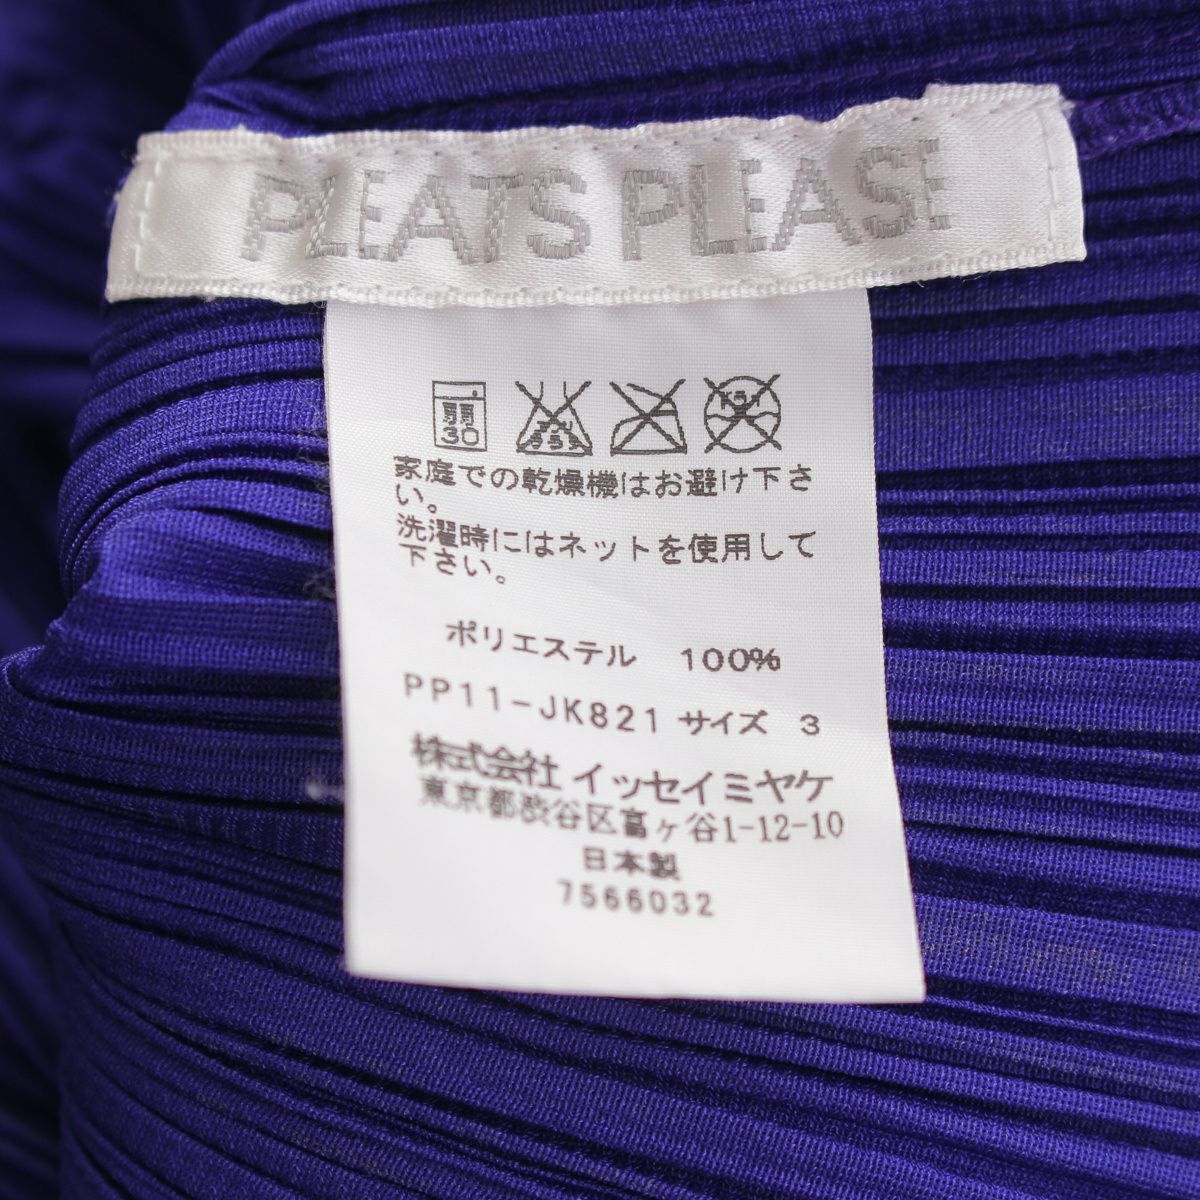 PLEATS PLEASE
弱
30
家庭での乾燥機はお避け下さ
い。
洗濯時にはネットを使用して
下さい。
ポリエステル 100%
PP11-JK821 サイズ 3
株式会社 イッセイミヤケ
東京都渋谷区富ヶ谷1-12-10
日本製
7566032